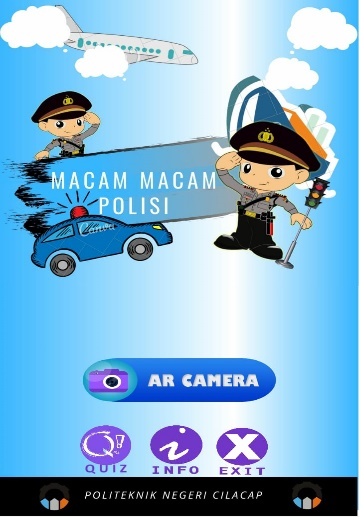 MACAM MACAM
POLISI
AR CAMERA
QUIZ
INFO
EXIT
POLITEKNIK NEGERI CILACAP